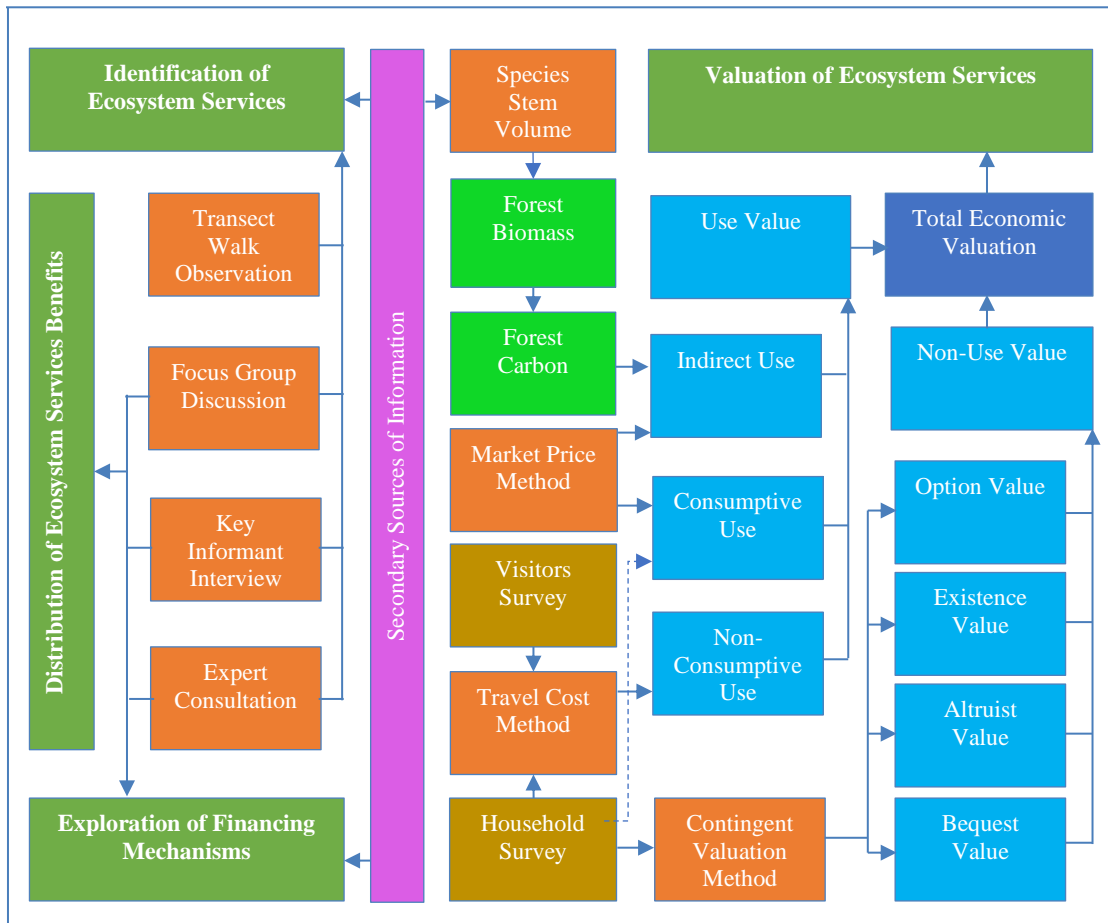 Identification of
Ecosystem Services
Distribution of Ecosystem Services Benefits
Transect
Walk
Observation
Focus Group
Discussion
Key
Informant
Interview
Expert
Consultation
Exploration of Financing
Mechanisms
Secondary Sources of Information
Species
Stem
Volume
Forest
Biomass
Forest
Carbon
Market Price
Method
Visitors
Survey
Travel Cost
Method
Household
Survey
Valuation of Ecosystem Services
Use Value
Total Economic
Valuation
Indirect Use
Non-Use Value
Consumptive
Use
Non-
Consumptive
Use
Contingent
Valuation
Method
Option Value
Existence
Value
Altruist
Value
Bequest
Value